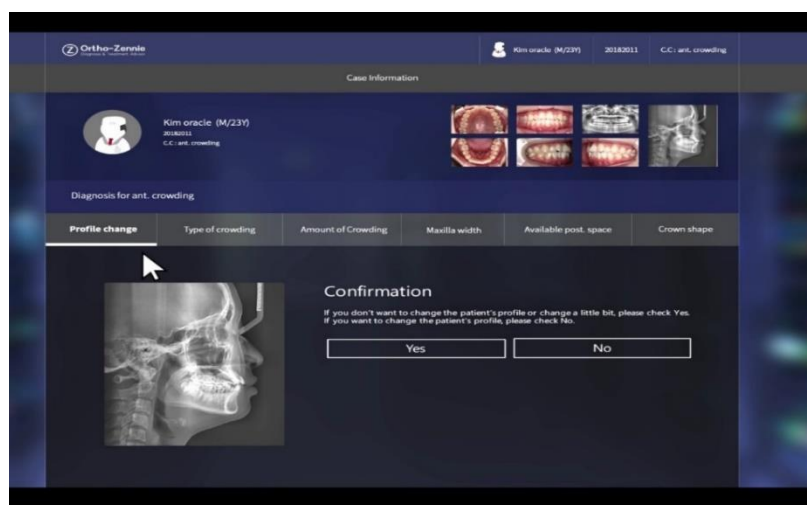 Ortho-Zennie
Kim oracle (M/23Y) 20182011 C.C : ant. crowding
Case Information
Kim oracle (M/23Y)
20182011
C.C : ant. crowding
Diagnosis for ant. crowding
Profile change Type of crowding Amount of Crowding Maxilla width Available post. space Crown shape
Confirmation
If you don't want to change the patient's profile or change a little bit, please check Yes.
If you want to change the patient's profile, please check No.
Yes No